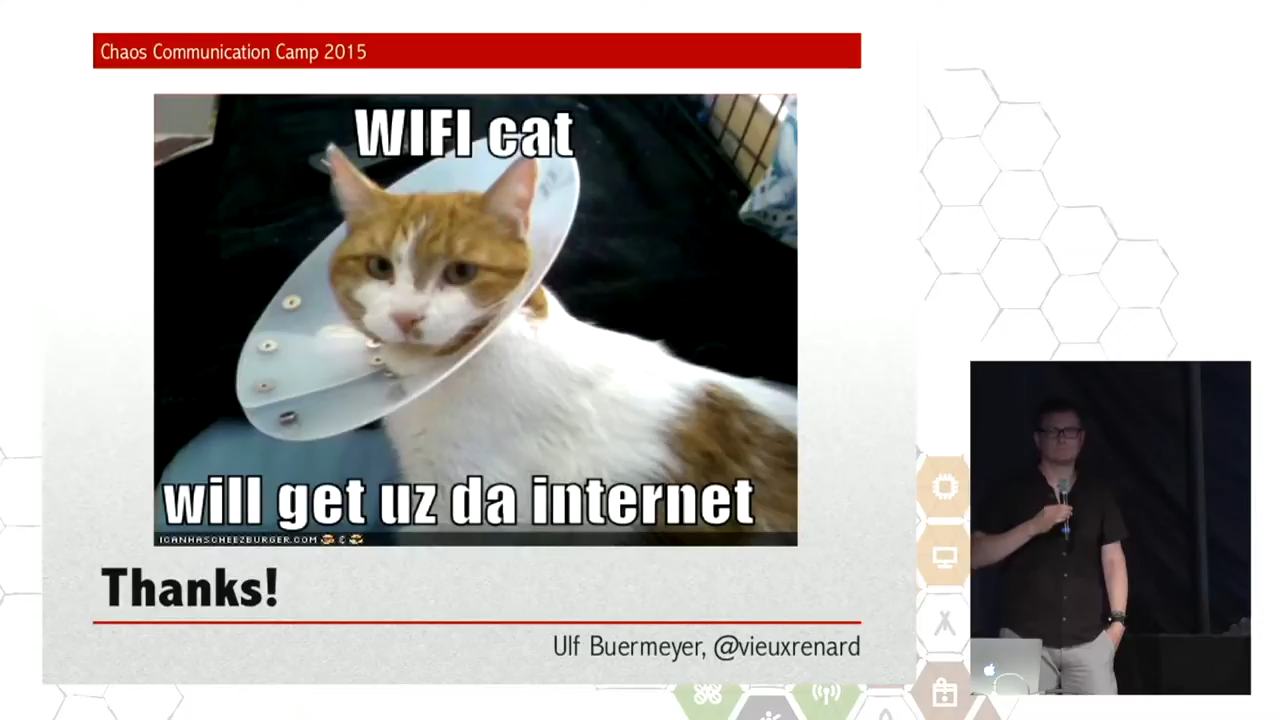 Chaos Communication Camp 2015
WIFI cat
will get uz da internet
ICANHASCHEEZBURGER.COM
Thanks!
Ulf Buermeyer, @vieuxrenard